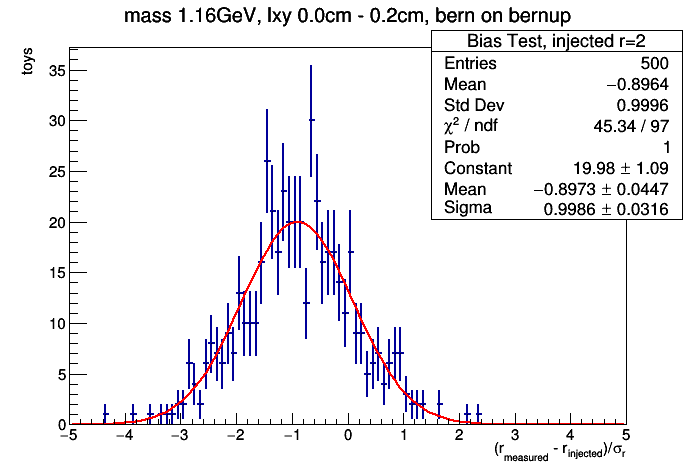 mass 1.16GeV, lxy 0.0cm - 0.2cm, bern on bernup
Bias Test, injected r=2
Entries 500
Mean −0.8964
Std Dev 0.9996
χ² / ndf 45.34 / 97
Prob 1
Constant 19.98 ± 1.09
Mean −0.8973 ± 0.0447
Sigma 0.9986 ± 0.0316
toys
35
30
25
20
15
10
5
0
−5 −4 −3 −2 −1 0 1 2 3 4 5
(r_measured - r_injected)/σ_r